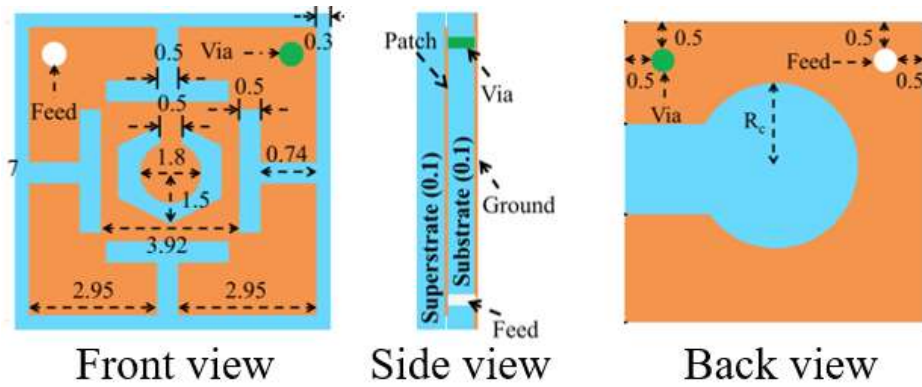 0.5
Via
0.3
Feed
0.5
0.5
7
1.8
0.74
1.5
3.92
2.95
2.95
Front view
Patch
Via
Superstrate (0.1)
Substrate (0.1)
Ground
Feed
Side view
0.5
0.5
Feed
0.5
0.5
Via
Rc
Back view